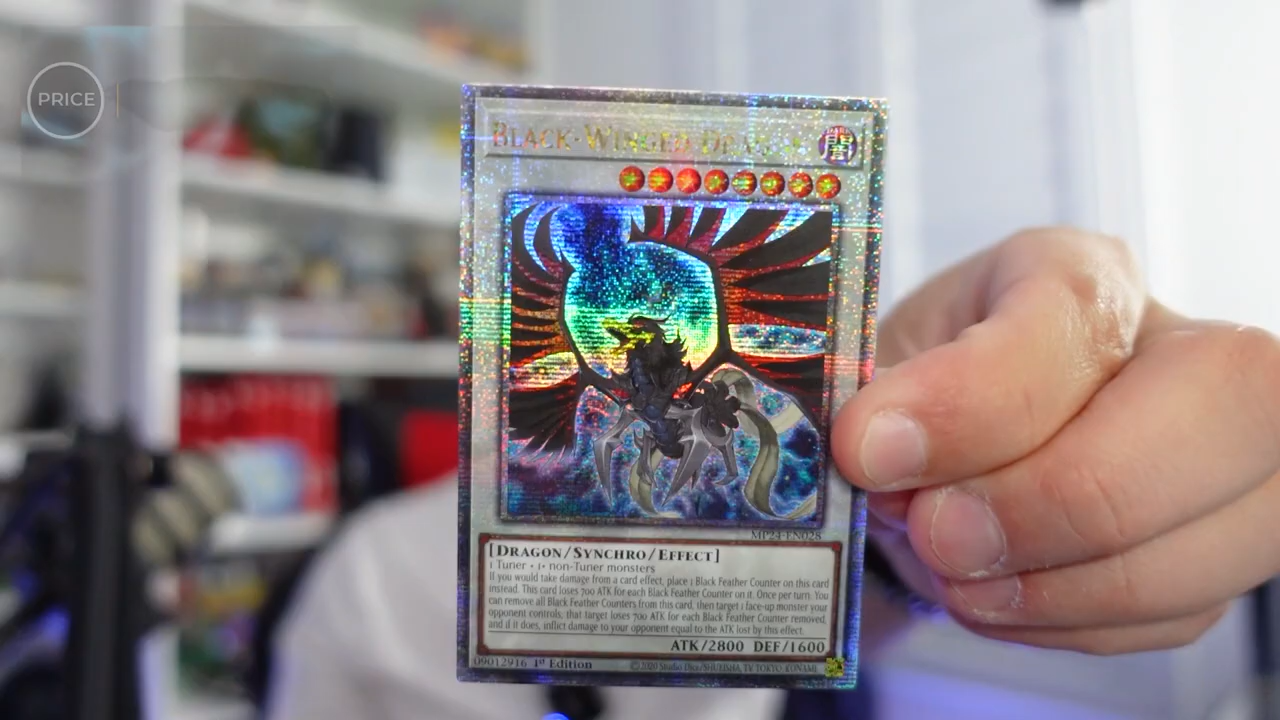 PRICE
BLACK-WINGED DRAGON
DARK
闇
MP24-EN028
[DRAGON/SYNCHRO/EFFECT]
1 Tuner + 1+ non-Tuner monsters
If you would take damage from a card effect, place 1 Black Feather Counter on this card
instead. This card loses 700 ATK for each Black Feather Counter on it. Once per turn: You
can remove all Black Feather Counters from this card, then target 1 face-up monster your
opponent controls; that target loses 700 ATK for each Black Feather Counter removed,
and if it does, inflict damage to your opponent equal to the ATK lost by this effect.
ATK/2800 DEF/1600
09012916 1st Edition ©2020 Studio Dice/SHUEISHA, TV TOKYO, KONAMI